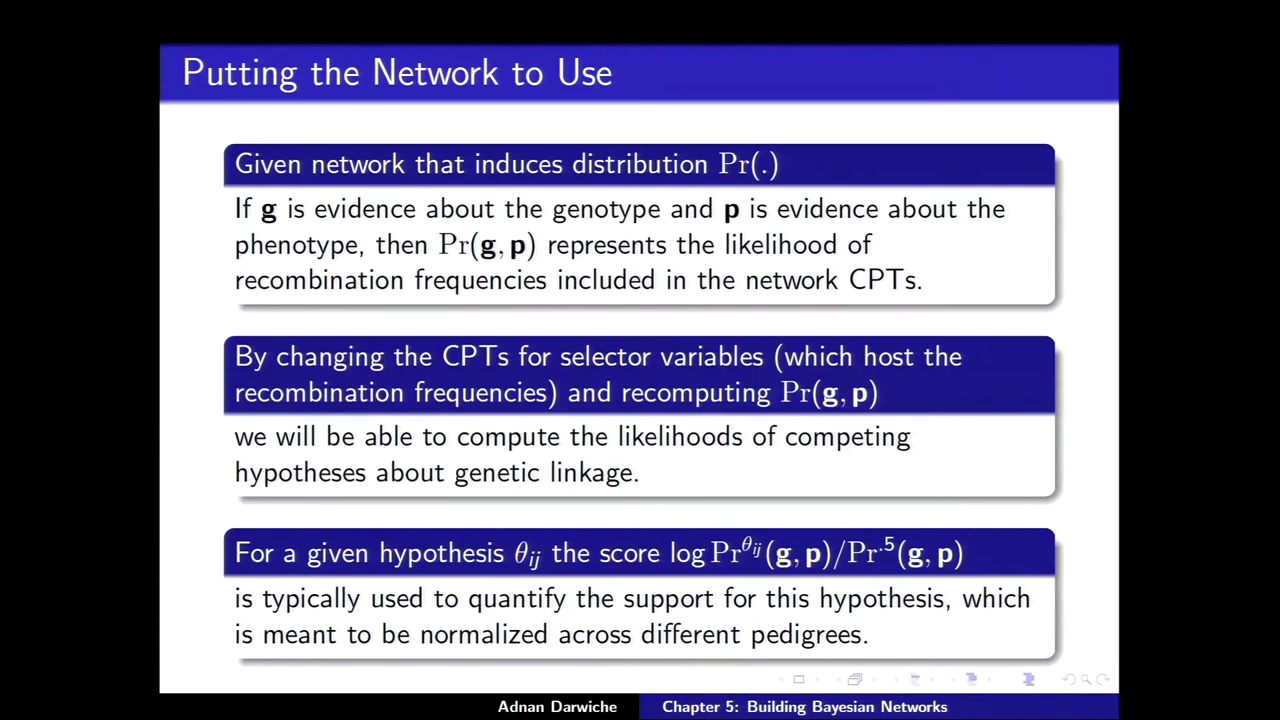 Putting the Network to Use
Given network that induces distribution Pr(.)
If g is evidence about the genotype and p is evidence about the
phenotype, then Pr(g, p) represents the likelihood of
recombination frequencies included in the network CPTs.
By changing the CPTs for selector variables (which host the
recombination frequencies) and recomputing Pr(g, p)
we will be able to compute the likelihoods of competing
hypotheses about genetic linkage.
For a given hypothesis θij the score log Pr^θij(g, p)/Pr^.5(g, p)
is typically used to quantify the support for this hypothesis, which
is meant to be normalized across different pedigrees.
Adnan Darwiche Chapter 5: Building Bayesian Networks